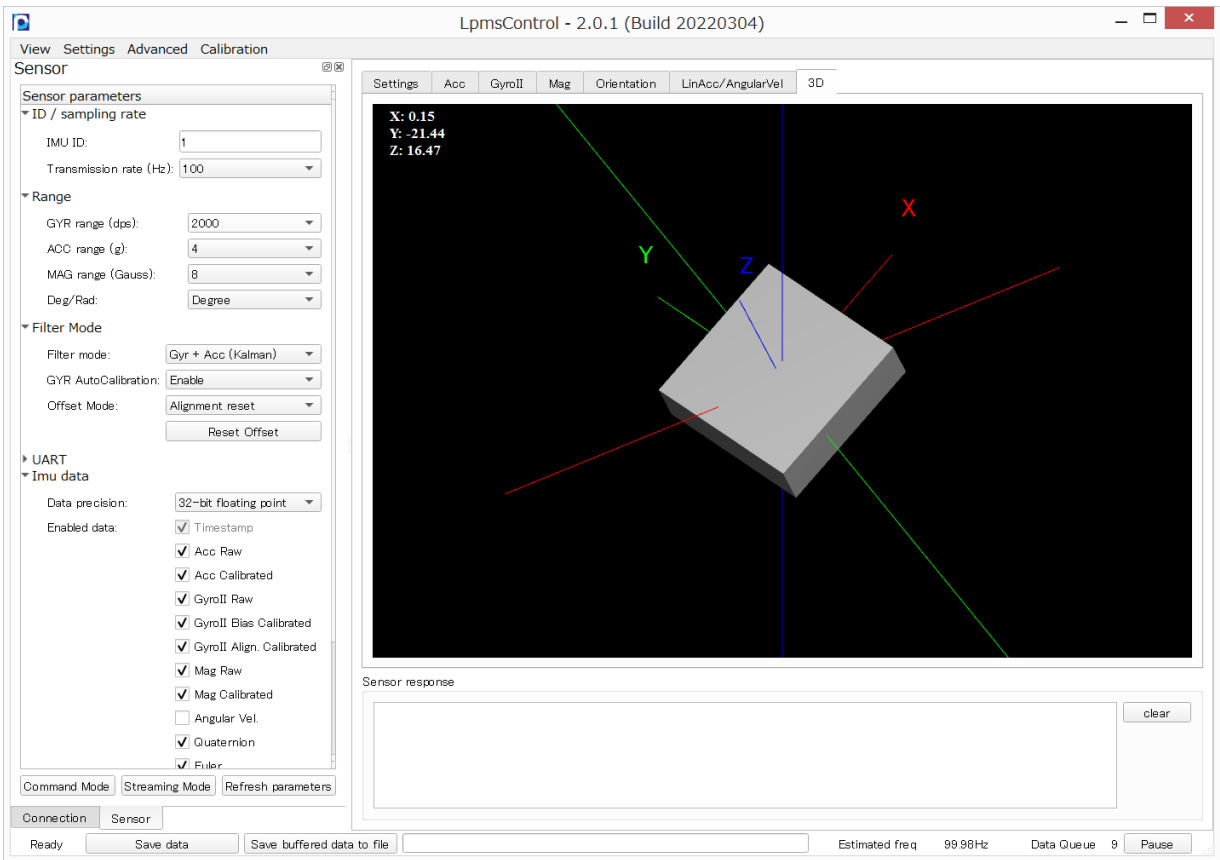 LpmsControl - 2.0.1 (Build 20220304)
View Settings Advanced Calibration
Sensor
Sensor parameters
ID / sampling rate
IMU ID: 1
Transmission rate (Hz): 100
Range
GYR range (dps): 2000
ACC range (g): 4
MAG range (Gauss): 8
Deg/Rad: Degree
Filter Mode
Filter mode: Gyr + Acc (Kalman)
GYR AutoCalibration: Enable
Offset Mode: Alignment reset
Reset Offset
UART
Imu data
Data precision: 32-bit floating point
Enabled data: Timestamp
Acc Raw
Acc Calibrated
GyroII Raw
GyroII Bias Calibrated
GyroII Align. Calibrated
Mag Raw
Mag Calibrated
Angular Vel.
Quaternion
Euler
Command Mode Streaming Mode Refresh parameters
Connection Sensor
Settings Acc GyroII Mag Orientation LinAcc/AngularVel 3D
X: 0.15
Y: -21.44
Z: 16.47
X
Y
Z
Sensor response
clear
Ready Save data Save buffered data to file Estimated freq 99.98Hz Data Queue 9 Pause